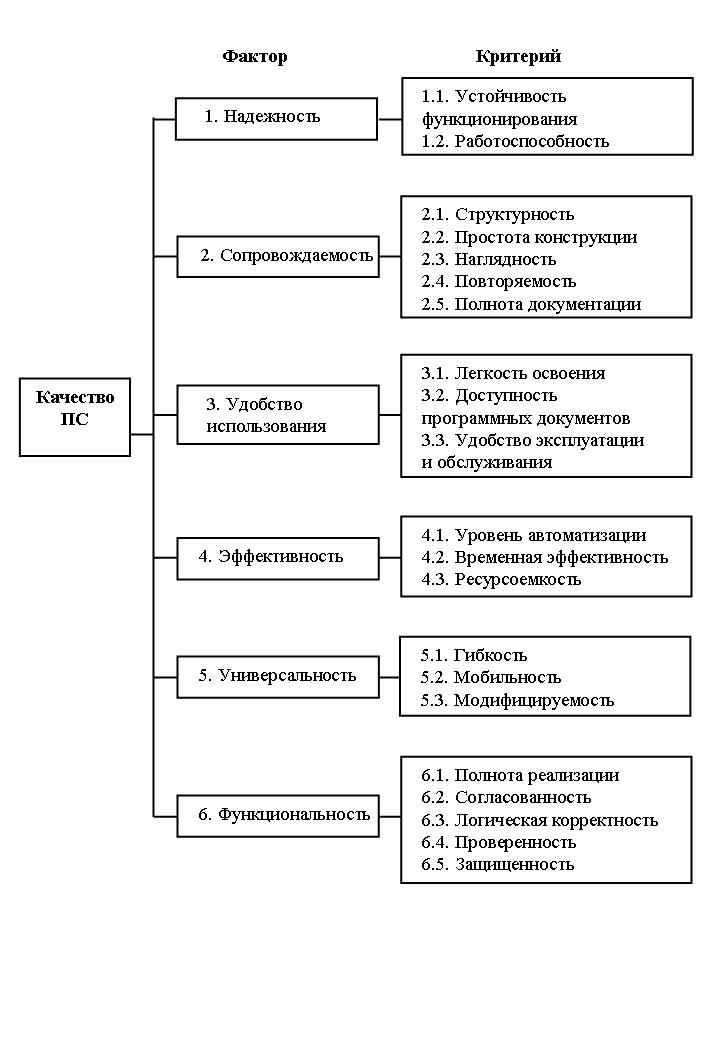 Фактор
Критерий
1. Надежность
1.1. Устойчивость
функционирования
1.2. Работоспособность
2. Сопровождаемость
2.1. Структурность
2.2. Простота конструкции
2.3. Наглядность
2.4. Повторяемость
2.5. Полнота документации
Качество
ПС
3. Удобство
использования
3.1. Легкость освоения
3.2. Доступность
программных документов
3.3. Удобство эксплуатации
и обслуживания
4. Эффективность
4.1. Уровень автоматизации
4.2. Временная эффективность
4.3. Ресурсоемкость
5. Универсальность
5.1. Гибкость
5.2. Мобильность
5.3. Модифицируемость
6. Функциональность
6.1. Полнота реализации
6.2. Согласованность
6.3. Логическая корректность
6.4. Проверенность
6.5. Защищенность